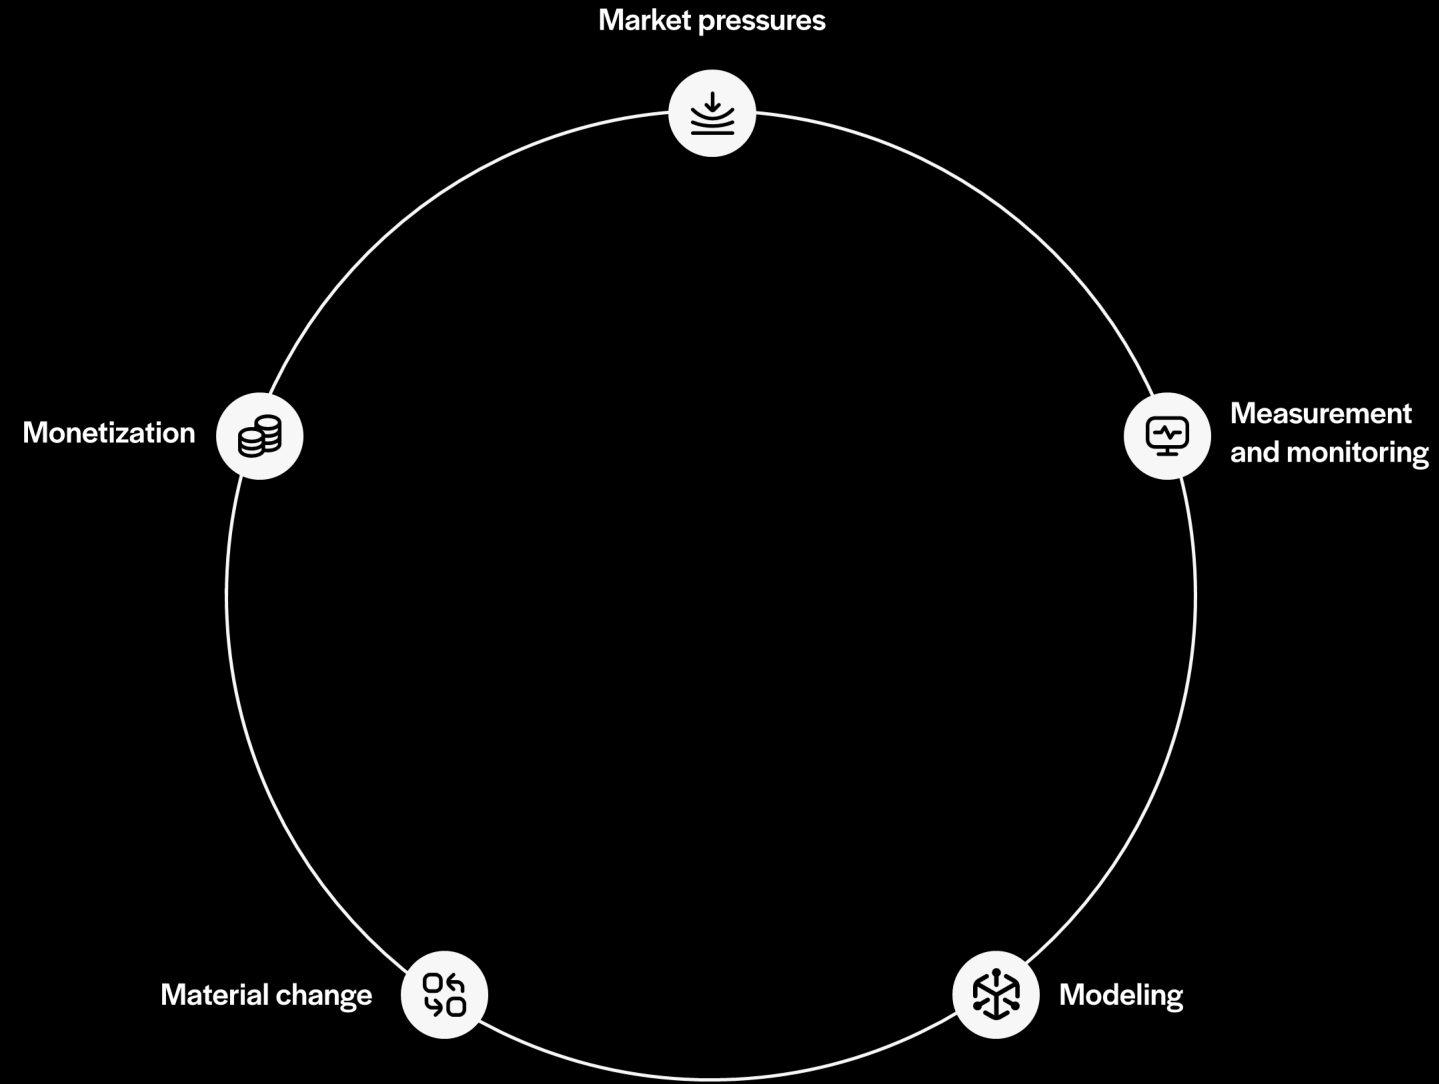 Market pressures
Monetization
Measurement
and monitoring
Material change
Modeling